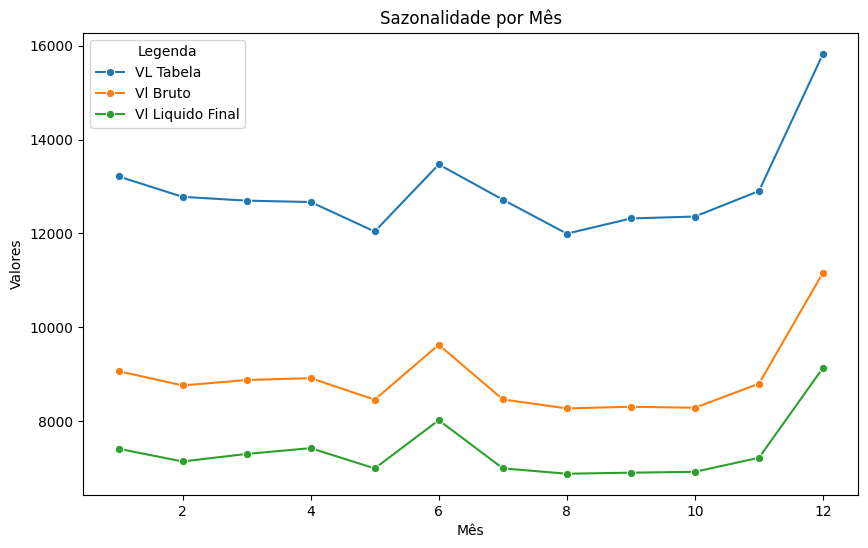 Sazonalidade por Mês
Legenda
VL Tabela
Vl Bruto
Vl Liquido Final
16000
14000
12000
10000
8000
Valores
2 4 6 8 10 12
Mês